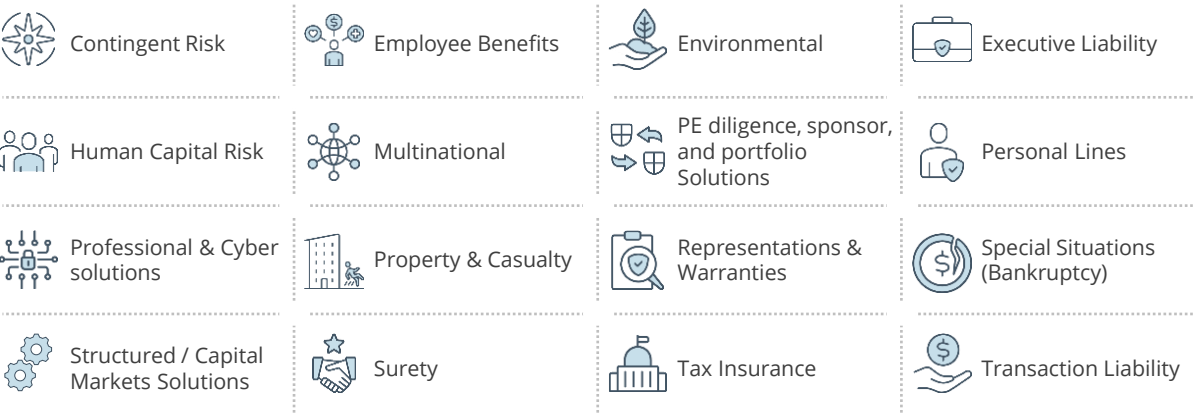 Contingent Risk
Employee Benefits
Environmental
Executive Liability
Human Capital Risk
Multinational
PE diligence, sponsor,
and portfolio
Solutions
Personal Lines
Professional & Cyber
solutions
Property & Casualty
Representations &
Warranties
Special Situations
(Bankruptcy)
Structured / Capital
Markets Solutions
Surety
Tax Insurance
Transaction Liability